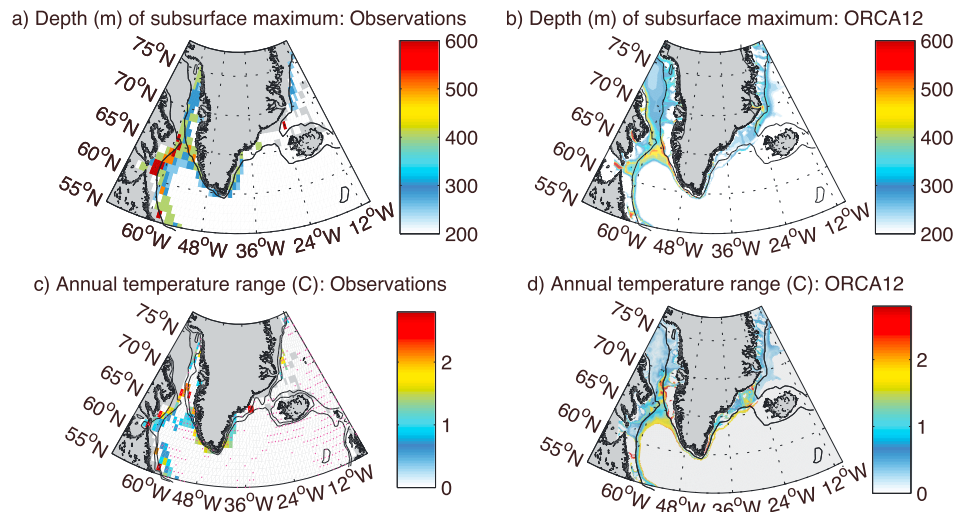 a) Depth (m) of subsurface maximum: Observations
75°N
70°N
65°N
60°N
55°N
60°W
48°W
36°W
24°W
12°W
600
500
400
300
200
b) Depth (m) of subsurface maximum: ORCA12
75°N
70°N
65°N
60°N
55°N
60°W
48°W
36°W
24°W
12°W
600
500
400
300
200
c) Annual temperature range (C): Observations
75°N
70°N
65°N
60°N
55°N
60°W
48°W
36°W
24°W
12°W
2
1
0
d) Annual temperature range (C): ORCA12
75°N
70°N
65°N
60°N
55°N
60°W
48°W
36°W
24°W
12°W
2
1
0